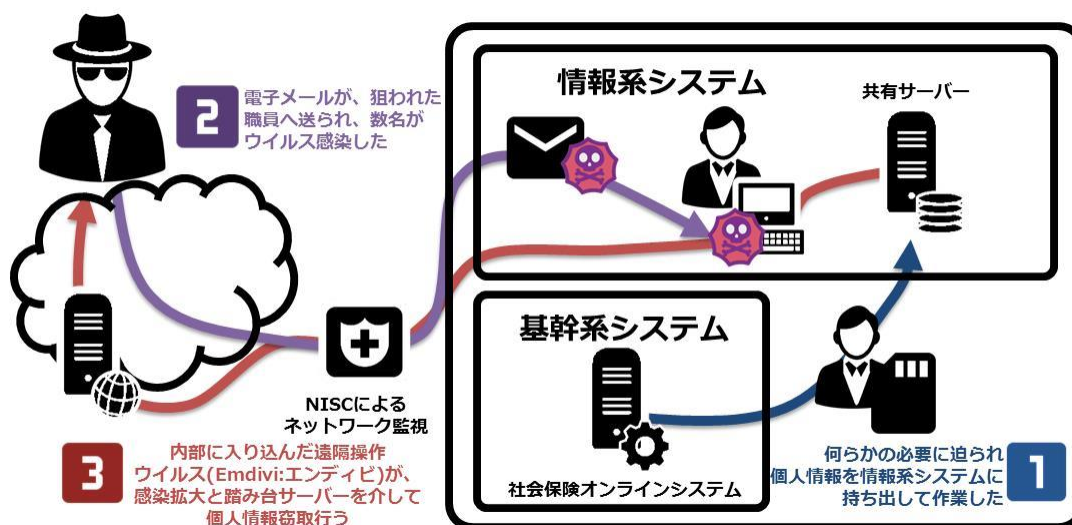 情報系システム
共有サーバー
2
電子メールが、狙われた
職員へ送られ、数名が
ウイルス感染した
基幹系システム
NISCによる
ネットワーク監視
社会保険オンラインシステム
3
内部に入り込んだ遠隔操作
ウイルス(Emdivi:エンディビ)が、
感染拡大と踏み台サーバーを介して
個人情報窃取行う
何らかの必要に迫られ
個人情報を情報系システムに
持ち出して作業した
1